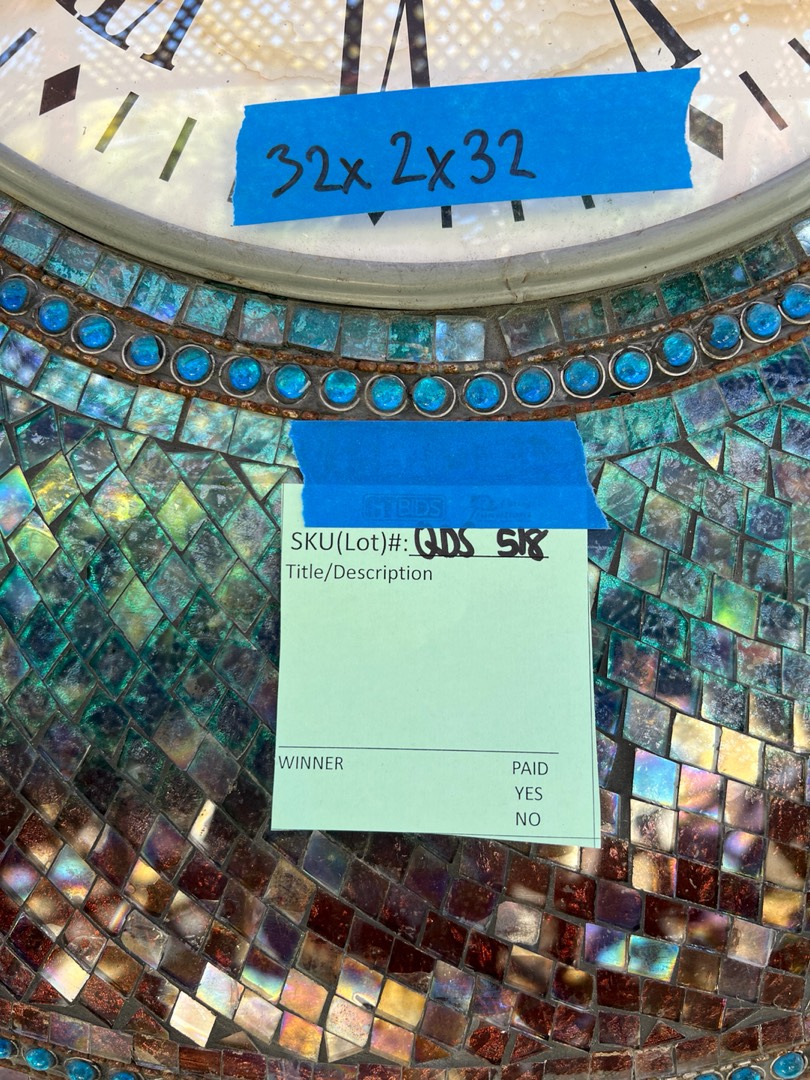 32x 2x32
SKU(Lot)#: QDS 518
Title/Description
WINNER PAID
YES
NO